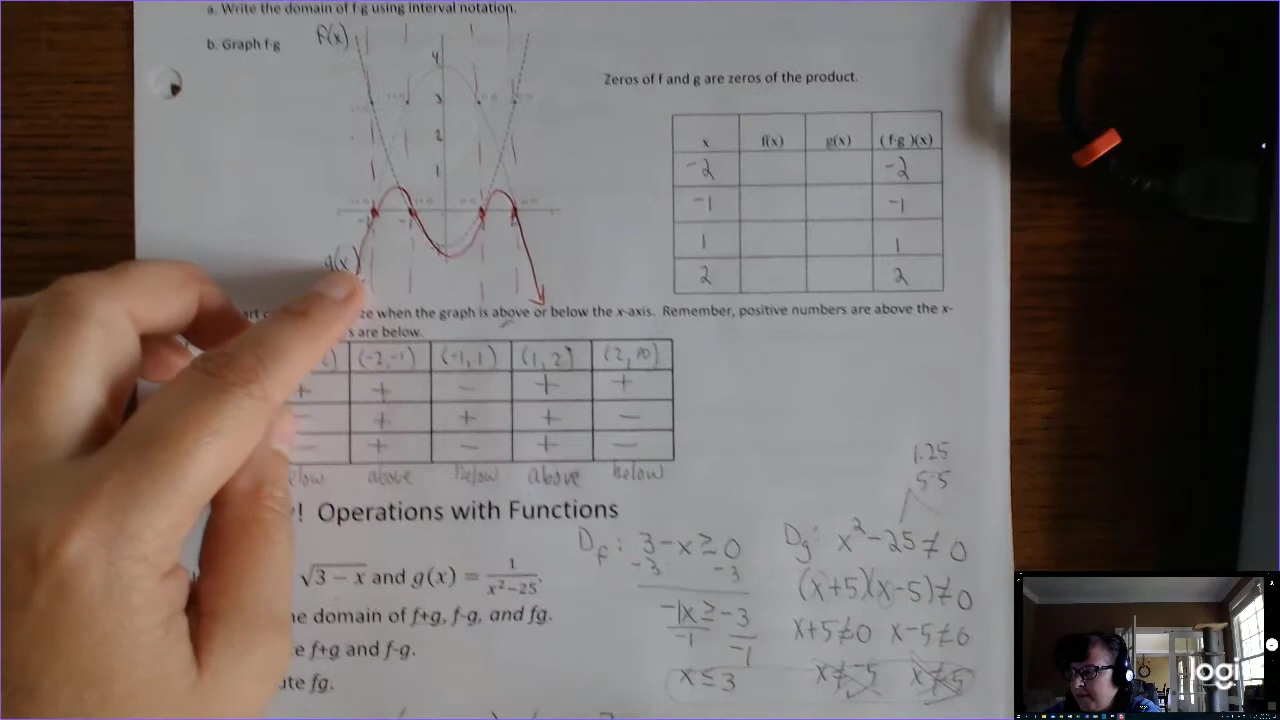 a. Write the domain of f·g using interval notation.
b. Graph f·g
f(x)
4
3
2
1
g(x)
Zeros of f and g are zeros of the product.
x f(x) g(x) (f·g)(x)
-2 -2
-1 -1
1 1
2 2
when the graph is above or below the x-axis. Remember, positive numbers are above the x-
are below.
(-2,-1) (-1,1) (1,2) (2,∞)
+ + − + +
− + + + −
− + − + −
above below above below
! Operations with Functions
√3 − x and g(x) = 1/x²−25.
domain of f+g, f-g, and fg.
f+g and f-g.
fg.
D_f: 3−x ≥ 0
-3 -3
-1x ≥ -3
-1 -1
x ≤ 3
1·25
5·5
D_g: x²−25 ≠ 0
(x+5)(x−5) ≠ 0
x+5≠0 x−5≠0
x≠-5 x≠5
logi